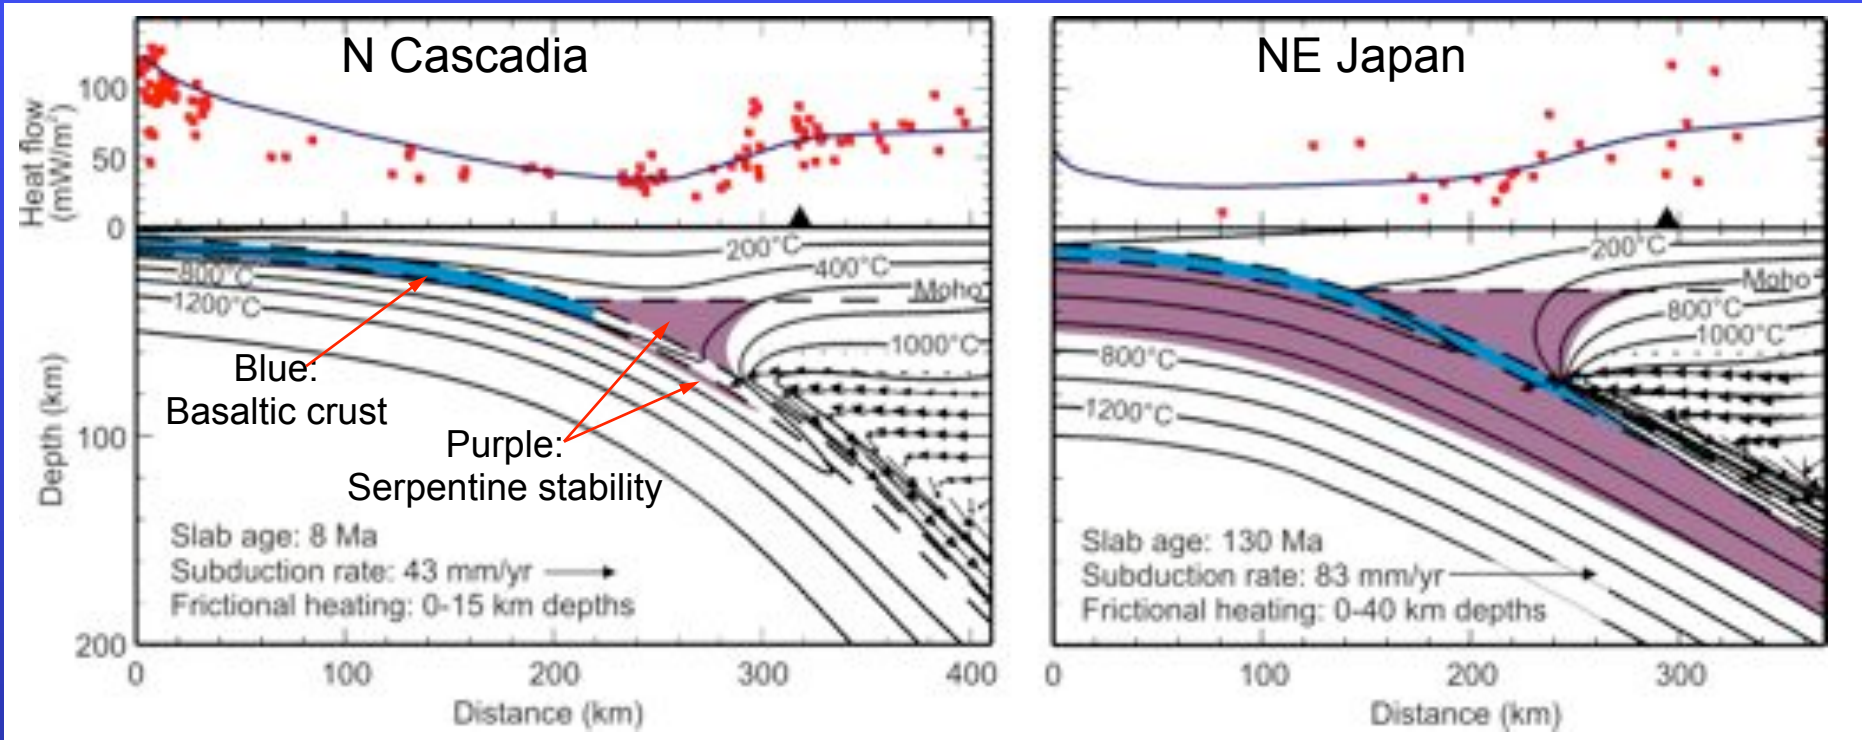 N Cascadia
100
50
0
Heat flow
(mW/m²)
200°C
400°C
Moho
800°C
1200°C
1000°C
Blue:
Basaltic crust
Purple:
Serpentine stability
Depth (km)
100
200
Slab age: 8 Ma
Subduction rate: 43 mm/yr
Frictional heating: 0-15 km depths
0
100
200
300
400
Distance (km)
NE Japan
200°C
Moho
800°C
1000°C
800°C
1200°C
Slab age: 130 Ma
Subduction rate: 83 mm/yr
Frictional heating: 0-40 km depths
0
100
200
300
Distance (km)